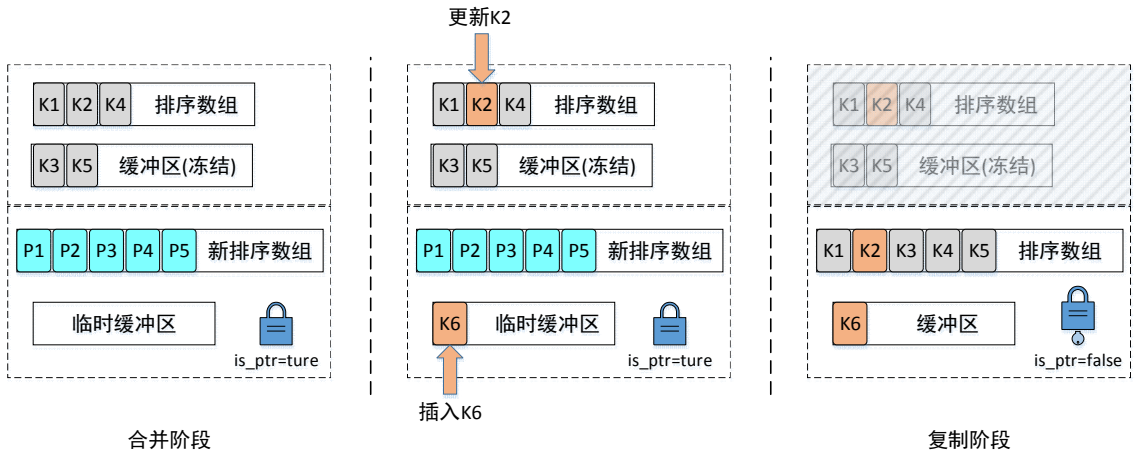 更新K2
K1 K2 K4 排序数组
K3 K5 缓冲区(冻结)
P1 P2 P3 P4 P5 新排序数组
临时缓冲区
is_ptr=ture
合并阶段
K1 K2 K4 排序数组
K3 K5 缓冲区(冻结)
P1 P2 P3 P4 P5 新排序数组
K6 临时缓冲区
is_ptr=ture
插入K6
K1 K2 K4 排序数组
K3 K5 缓冲区(冻结)
K1 K2 K3 K4 K5 排序数组
K6 缓冲区
is_ptr=false
复制阶段